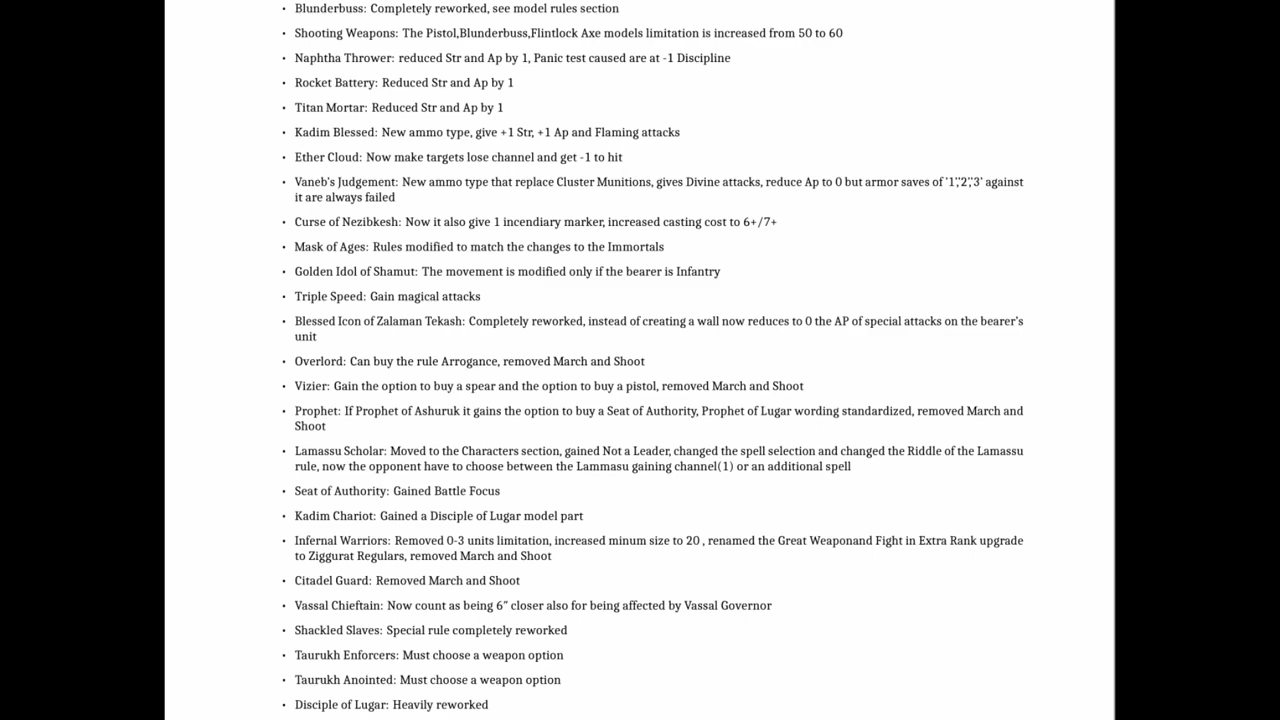 • Blunderbuss: Completely reworked, see model rules section
• Shooting Weapons: The Pistol,Blunderbuss,Flintlock Axe models limitation is increased from 50 to 60
• Naphtha Thrower: reduced Str and Ap by 1, Panic test caused are at -1 Discipline
• Rocket Battery: Reduced Str and Ap by 1
• Titan Mortar: Reduced Str and Ap by 1
• Kadim Blessed: New ammo type, give +1 Str, +1 Ap and Flaming attacks
• Ether Cloud: Now make targets lose channel and get -1 to hit
• Vaneb's Judgement: New ammo type that replace Cluster Munitions, gives Divine attacks, reduce Ap to 0 but armor saves of '1','2','3' against
it are always failed
• Curse of Nezibkesh: Now it also give 1 incendiary marker, increased casting cost to 6+/7+
• Mask of Ages: Rules modified to match the changes to the Immortals
• Golden Idol of Shamut: The movement is modified only if the bearer is Infantry
• Triple Speed: Gain magical attacks
• Blessed Icon of Zalaman Tekash: Completely reworked, instead of creating a wall now reduces to 0 the AP of special attacks on the bearer's
unit
• Overlord: Can buy the rule Arrogance, removed March and Shoot
• Vizier: Gain the option to buy a spear and the option to buy a pistol, removed March and Shoot
• Prophet: If Prophet of Ashuruk it gains the option to buy a Seat of Authority, Prophet of Lugar wording standardized, removed March and
Shoot
• Lamassu Scholar: Moved to the Characters section, gained Not a Leader, changed the spell selection and changed the Riddle of the Lamassu
rule, now the opponent have to choose between the Lammasu gaining channel(1) or an additional spell
• Seat of Authority: Gained Battle Focus
• Kadim Chariot: Gained a Disciple of Lugar model part
• Infernal Warriors: Removed 0-3 units limitation, increased minum size to 20 , renamed the Great Weaponand Fight in Extra Rank upgrade
to Ziggurat Regulars, removed March and Shoot
• Citadel Guard: Removed March and Shoot
• Vassal Chieftain: Now count as being 6" closer also for being affected by Vassal Governor
• Shackled Slaves: Special rule completely reworked
• Taurukh Enforcers: Must choose a weapon option
• Taurukh Anointed: Must choose a weapon option
• Disciple of Lugar: Heavily reworked